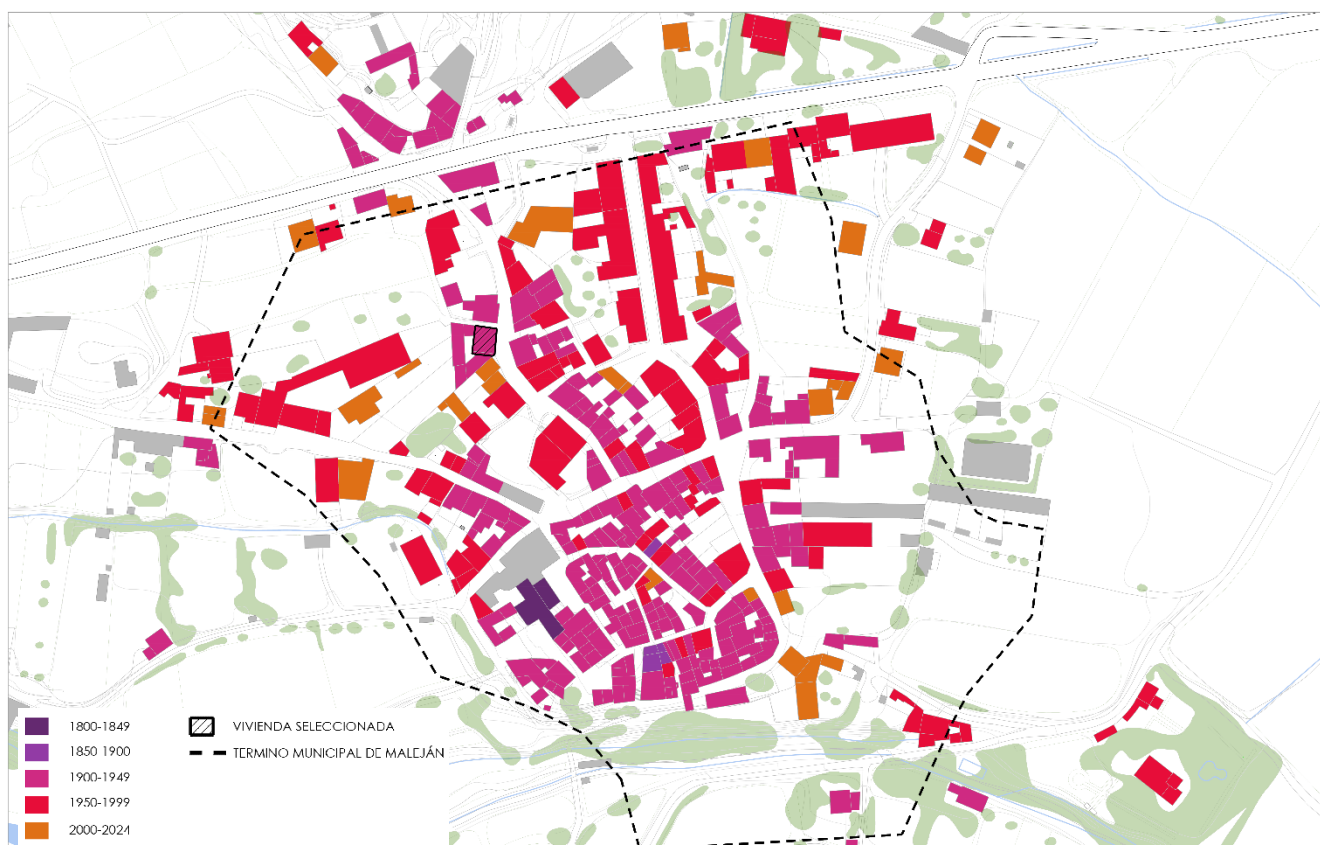 1800-1849
1850 1900
1900-1949
1950-1999
2000-2024
VIVIENDA SELECCIONADA
TERMINO MUNICIPAL DE MALEJÁN